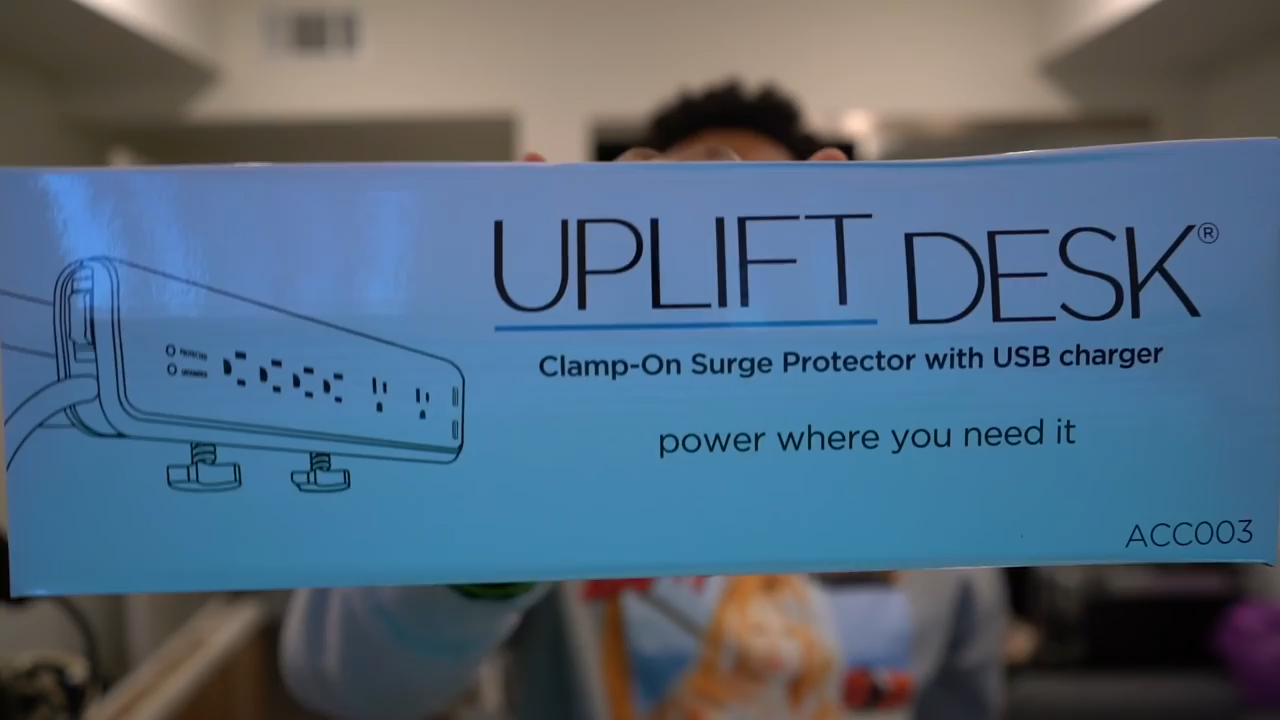 UPLIFT DESK®
Clamp-On Surge Protector with USB charger
power where you need it
ACC003